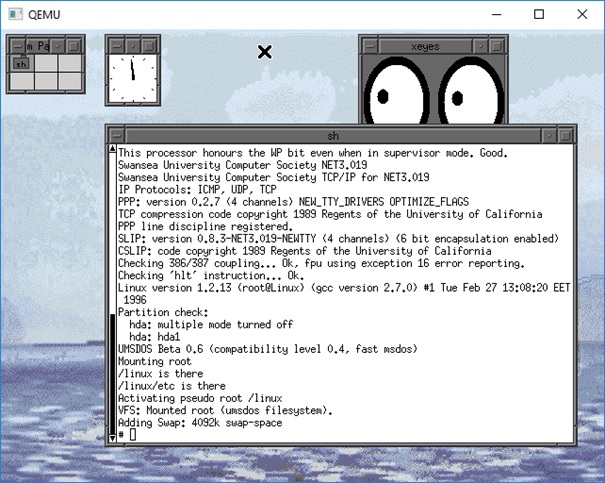 QEMU
m Pa
sh
xeyes
sh
This processor honours the WP bit even when in supervisor mode. Good.
Swansea University Computer Society NET3.019
Swansea University Computer Society TCP/IP for NET3.019
IP Protocols: ICMP, UDP, TCP
PPP: version 0.2.7 (4 channels) NEW_TTY_DRIVERS OPTIMIZE_FLAGS
TCP compression code copyright 1989 Regents of the University of California
PPP line discipline registered.
SLIP: version 0.8.3-NET3.019-NEWTTY (4 channels) (6 bit encapsulation enabled)
CSLIP: code copyright 1989 Regents of the University of California
Checking 386/387 coupling... Ok, fpu using exception 16 error reporting.
Checking 'hlt' instruction... Ok.
Linux version 1.2.13 (root@Linux) (gcc version 2.7.0) #1 Tue Feb 27 13:08:20 EET
 1996
Partition check:
  hda: multiple mode turned off
  hda: hda1
UMSDOS Beta 0.6 (compatibility level 0.4, fast msdos)
Mounting root
/linux is there
/linux/etc is there
Activating pseudo root /linux
VFS: Mounted root (umsdos filesystem).
Adding Swap: 4092k swap-space
#